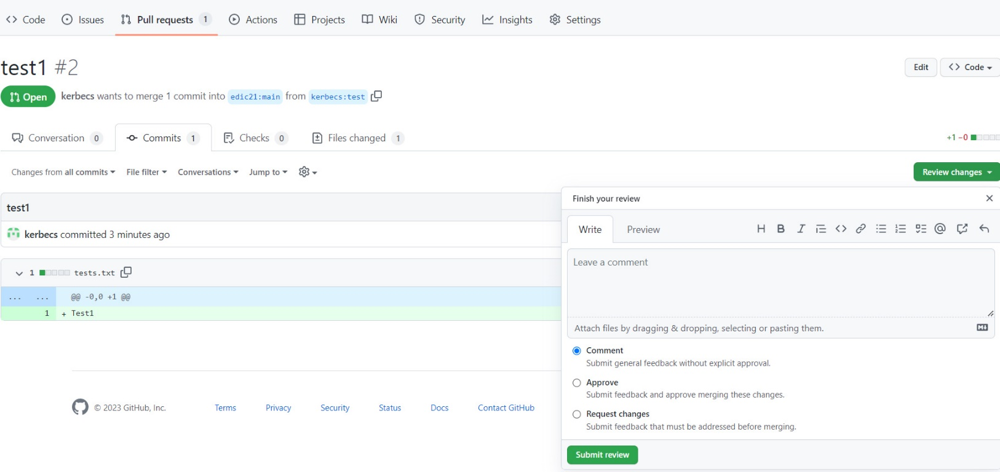 Code Issues Pull requests 1 Actions Projects Wiki Security Insights Settings
test1 #2
Edit Code
Open kerbecs wants to merge 1 commit into edic21:main from kerbecs:test
Conversation 0 Commits 1 Checks 0 Files changed 1 +1 −0
Changes from all commits File filter Conversations Jump to Review changes
test1
kerbecs committed 3 minutes ago
1 tests.txt
... ... @@ -0,0 +1 @@
1 + Test1
Finish your review
Write Preview
Leave a comment
Attach files by dragging & dropping, selecting or pasting them.
Comment
Submit general feedback without explicit approval.
Approve
Submit feedback and approve merging these changes.
Request changes
Submit feedback that must be addressed before merging.
Submit review
© 2023 GitHub, Inc. Terms Privacy Security Status Docs Contact GitHub